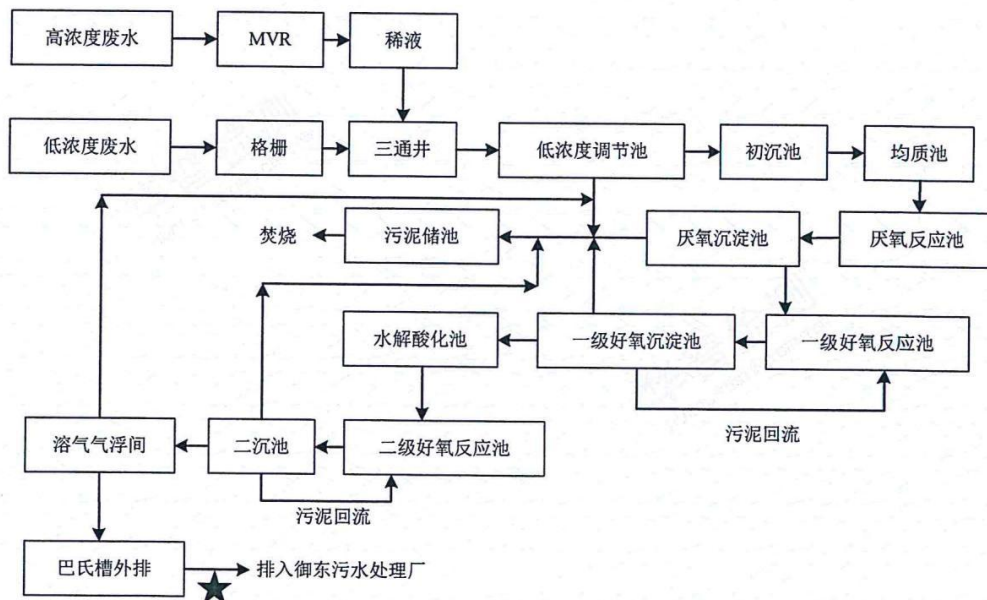 高浓度废水
MVR
稀液
低浓度废水
格栅
三通井
低浓度调节池
初沉池
均质池
焚烧
污泥储池
厌氧沉淀池
厌氧反应池
水解酸化池
一级好氧沉淀池
一级好氧反应池
污泥回流
溶气气浮间
二沉池
二级好氧反应池
污泥回流
巴氏槽外排
排入御东污水处理厂